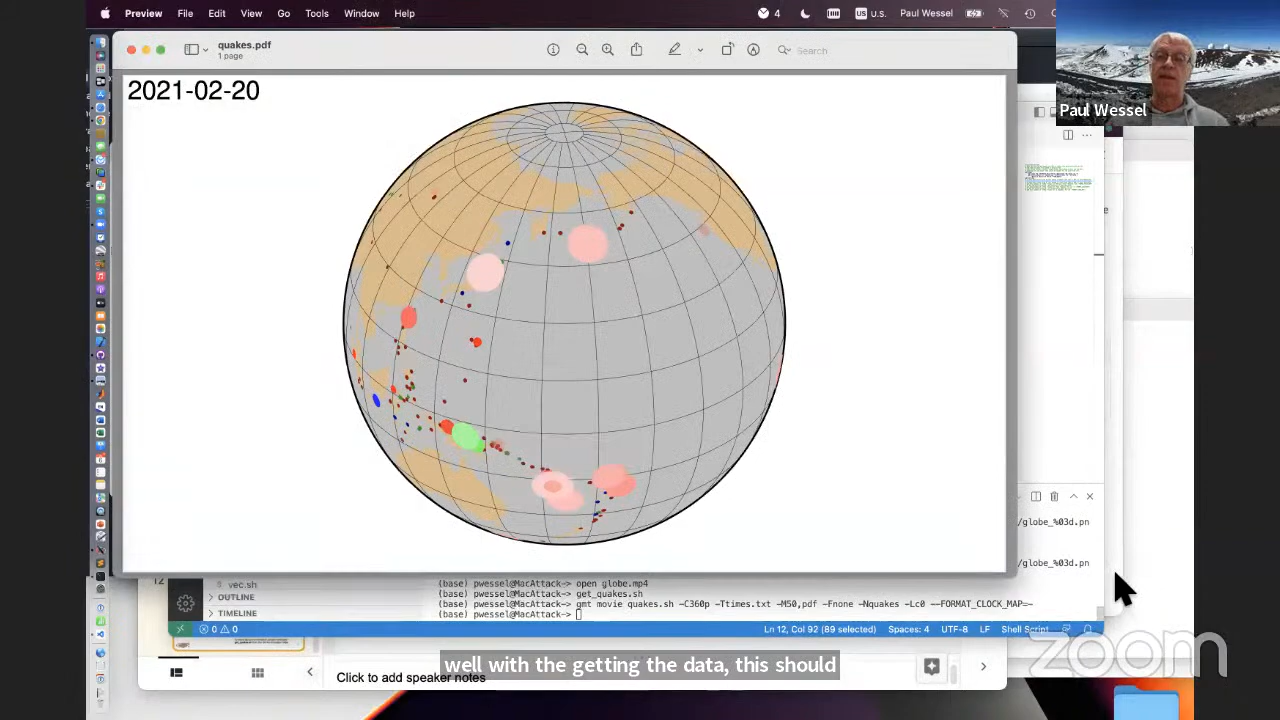 Preview File Edit View Go Tools Window Help
4 U.S. Paul Wessel
quakes.pdf
1 page
Search
2021-02-20
Paul Wessel
/globe_%03d.pn
/globe_%03d.pn
12 vec.sh
OUTLINE
TIMELINE
(base) pwessel@MacAttack-> open globe.mp4
(base) pwessel@MacAttack-> get_quakes.sh
(base) pwessel@MacAttack-> gmt movie quakes.sh -C360p -Ttimes.txt -M50,pdf -Fnone -Nquakes -Lc0 --FORMAT_CLOCK_MAP=-
(base) pwessel@MacAttack->
0 0 Ln 12, Col 92 (89 selected) Spaces: 4 UTF-8 LF Shell Script
well with the getting the data, this should
Click to add speaker notes
zoom